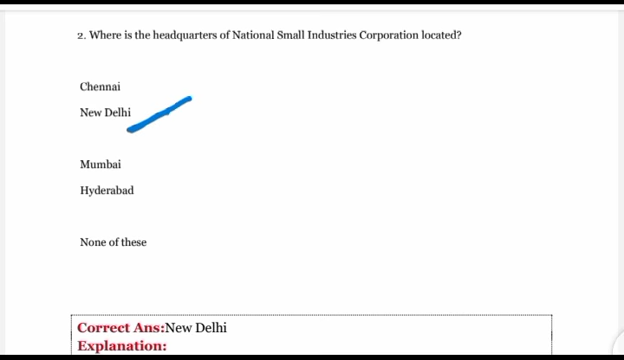 2. Where is the headquarters of National Small Industries Corporation located?
Chennai
New Delhi
Mumbai
Hyderabad
None of these
Correct Ans:New Delhi
Explanation: